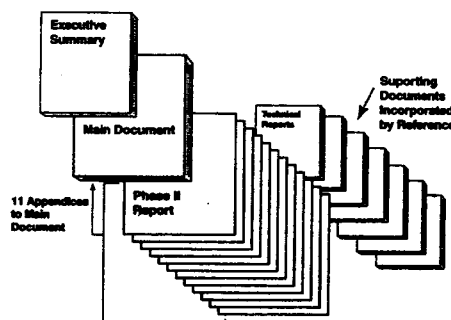 Executive
Summary
Main Document
Technical
Reports
Suporting
Documents
Incorporated
by Reference
Phase II
Report
11 Appendices
to Main
Document